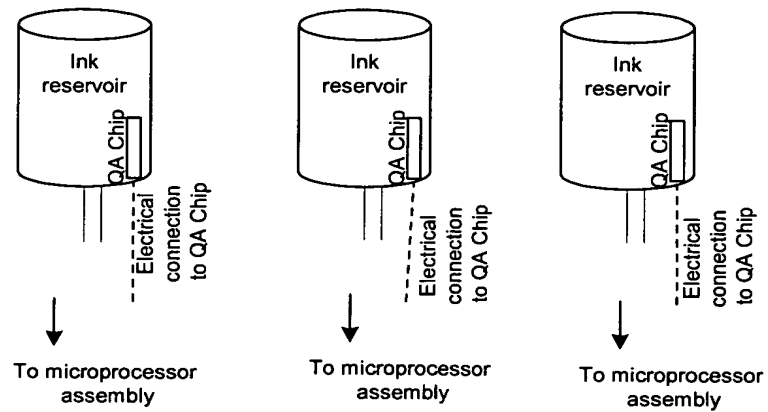 Ink
reservoir
QA Chip
Electrical
connection
to QA Chip
To microprocessor
assembly
Ink
reservoir
QA Chip
Electrical
connection
to QA Chip
To microprocessor
assembly
Ink
reservoir
QA Chip
Electrical
connection
to QA Chip
To microprocessor
assembly